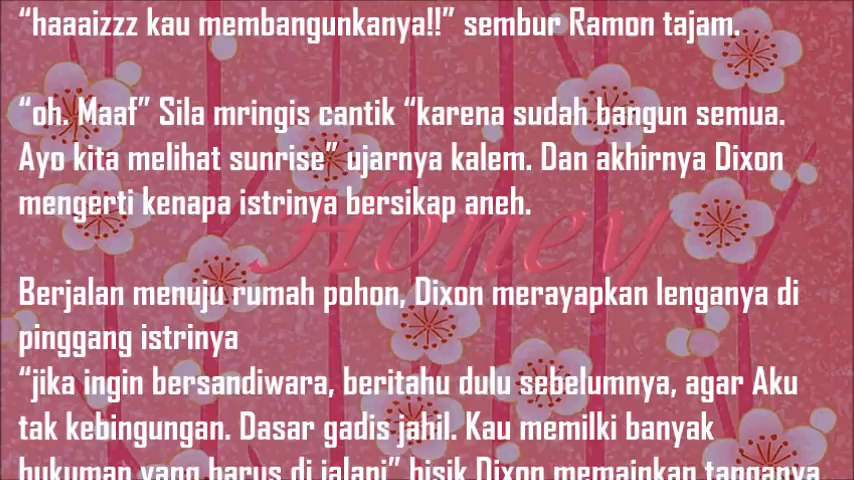 “haaaizzz kau membangunkanya!!” sembur Ramon tajam.
“oh. Maaf” Sila mringis cantik “karena sudah bangun semua.
Ayo kita melihat sunrise” ujarnya kalem. Dan akhirnya Dixon
mengerti kenapa istrinya bersikap aneh.
Honey
Berjalan menuju rumah pohon, Dixon merayapkan lenganya di
pinggang istrinya
“jika ingin bersandiwara, beritahu dulu sebelumnya, agar Aku
tak kebingungan. Dasar gadis jahil. Kau memilki banyak
hukuman yang harus di jalani” bisik Dixon memainkan tanganya